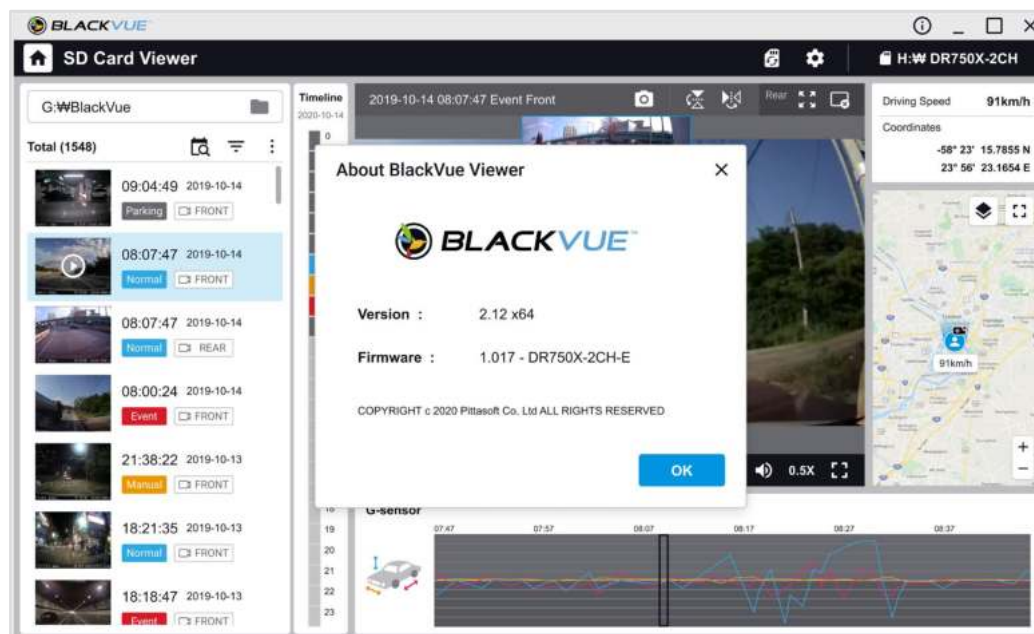 BLACKVUE
SD Card Viewer
H:₩ DR750X-2CH
G:₩BlackVue
Total (1548)
09:04:49 2019-10-14
Parking FRONT
08:07:47 2019-10-14
Normal FRONT
08:07:47 2019-10-14
Normal REAR
08:00:24 2019-10-14
Event FRONT
21:38:22 2019-10-13
Manual FRONT
18:21:35 2019-10-13
Normal FRONT
18:18:47 2019-10-13
Event FRONT
Timeline
2020-10-14
0
19
20
21
22
23
2019-10-14 08:07:47 Event Front
Rear
About BlackVue Viewer
BLACKVUE
Version : 2.12 x64
Firmware : 1.017 - DR750X-2CH-E
COPYRIGHT c 2020 Pittasoft Co. Ltd ALL RIGHTS RESERVED
OK
0.5X
G-sensor
07:47 07:57 08:07 08:17 08:27 08:37
Driving Speed 91km/h
Coordinates
-58° 23' 15.7855 N
23° 56' 23.1654 E
91km/h